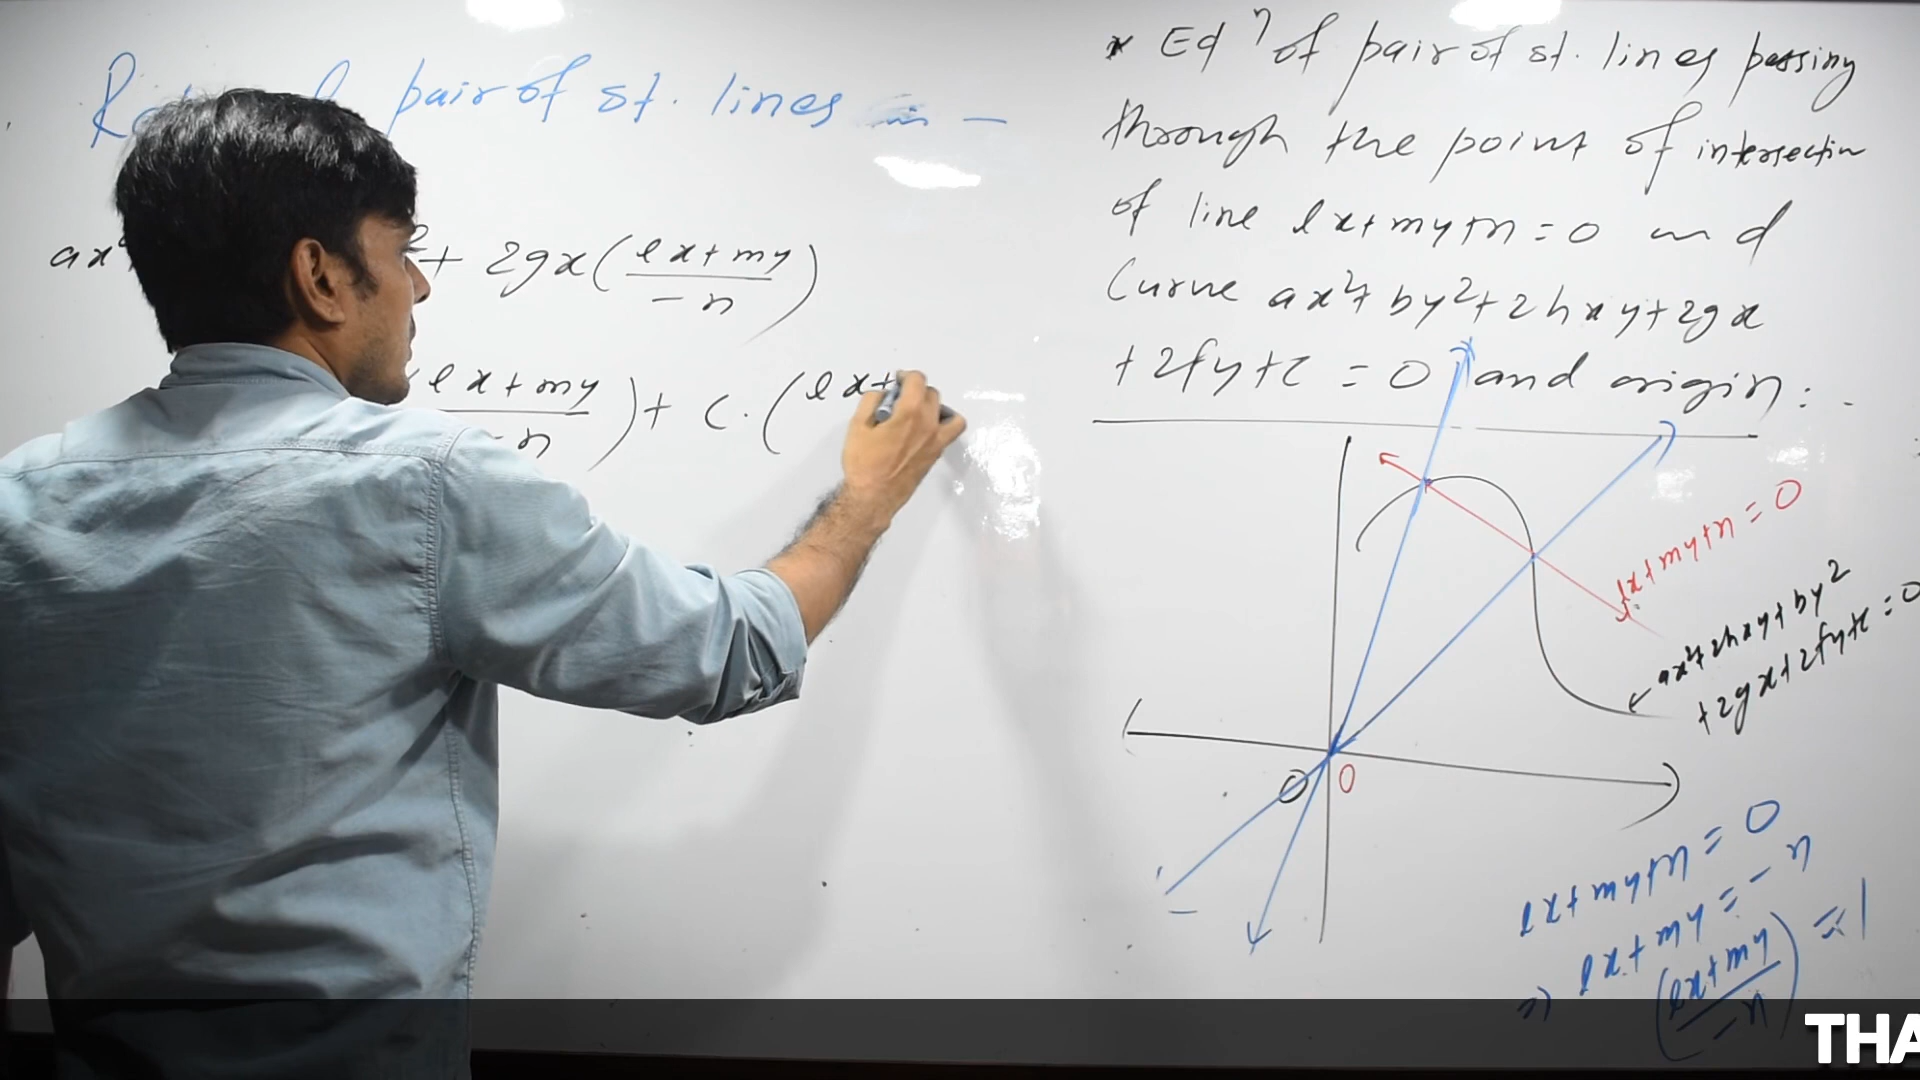 pair of st. lines
ax
2 + 2gx(lx+my/-n)
lx+my/-n) + c.(lx+
* Eqn of pair of st. lines passing
through the point of intersection
of line lx+my+n=0 and
Curve ax²+by²+2hxy+2gx
+2fy+c = 0 and origin:-
lx+my+n=0
ax²+2hxy+by²
+2gx+2fy+c=0
O O
lx+my+n=0
⇒ lx+my=-n
(lx+my/-n)=1
THA